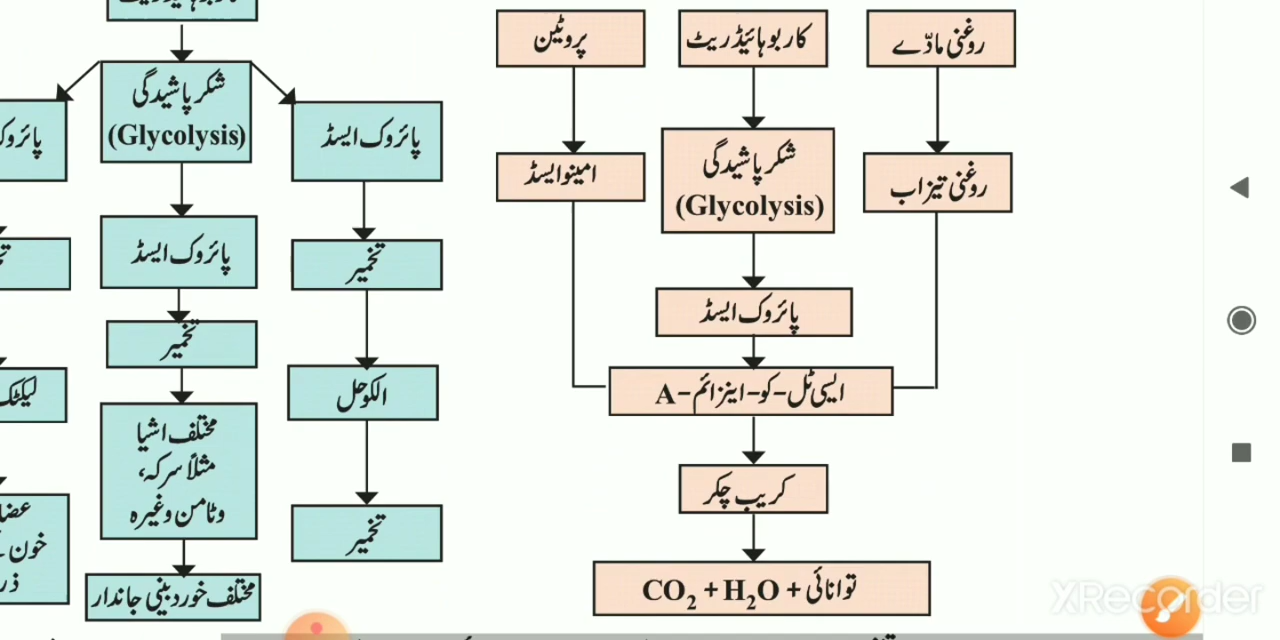 روغنی مادّے
کاربوہائیڈریٹ
پروٹین
روغنی تیزاب
شکر پاشیدگی
(Glycolysis)
امینو ایسڈ
پائروک ایسڈ
ایسی ٹل-کو-اینزائم-A
کریب چکر
CO₂ + H₂O + توانائی
شکر پاشیدگی
(Glycolysis)
پائروک ایسڈ
تخمیر
الکوحل
تخمیر
پائروک ایسڈ
تخمیر
مختلف اشیا
مثلاً سرکہ،
وٹامن وغیرہ
مختلف خوردبینی جاندار
خون
XRecorder